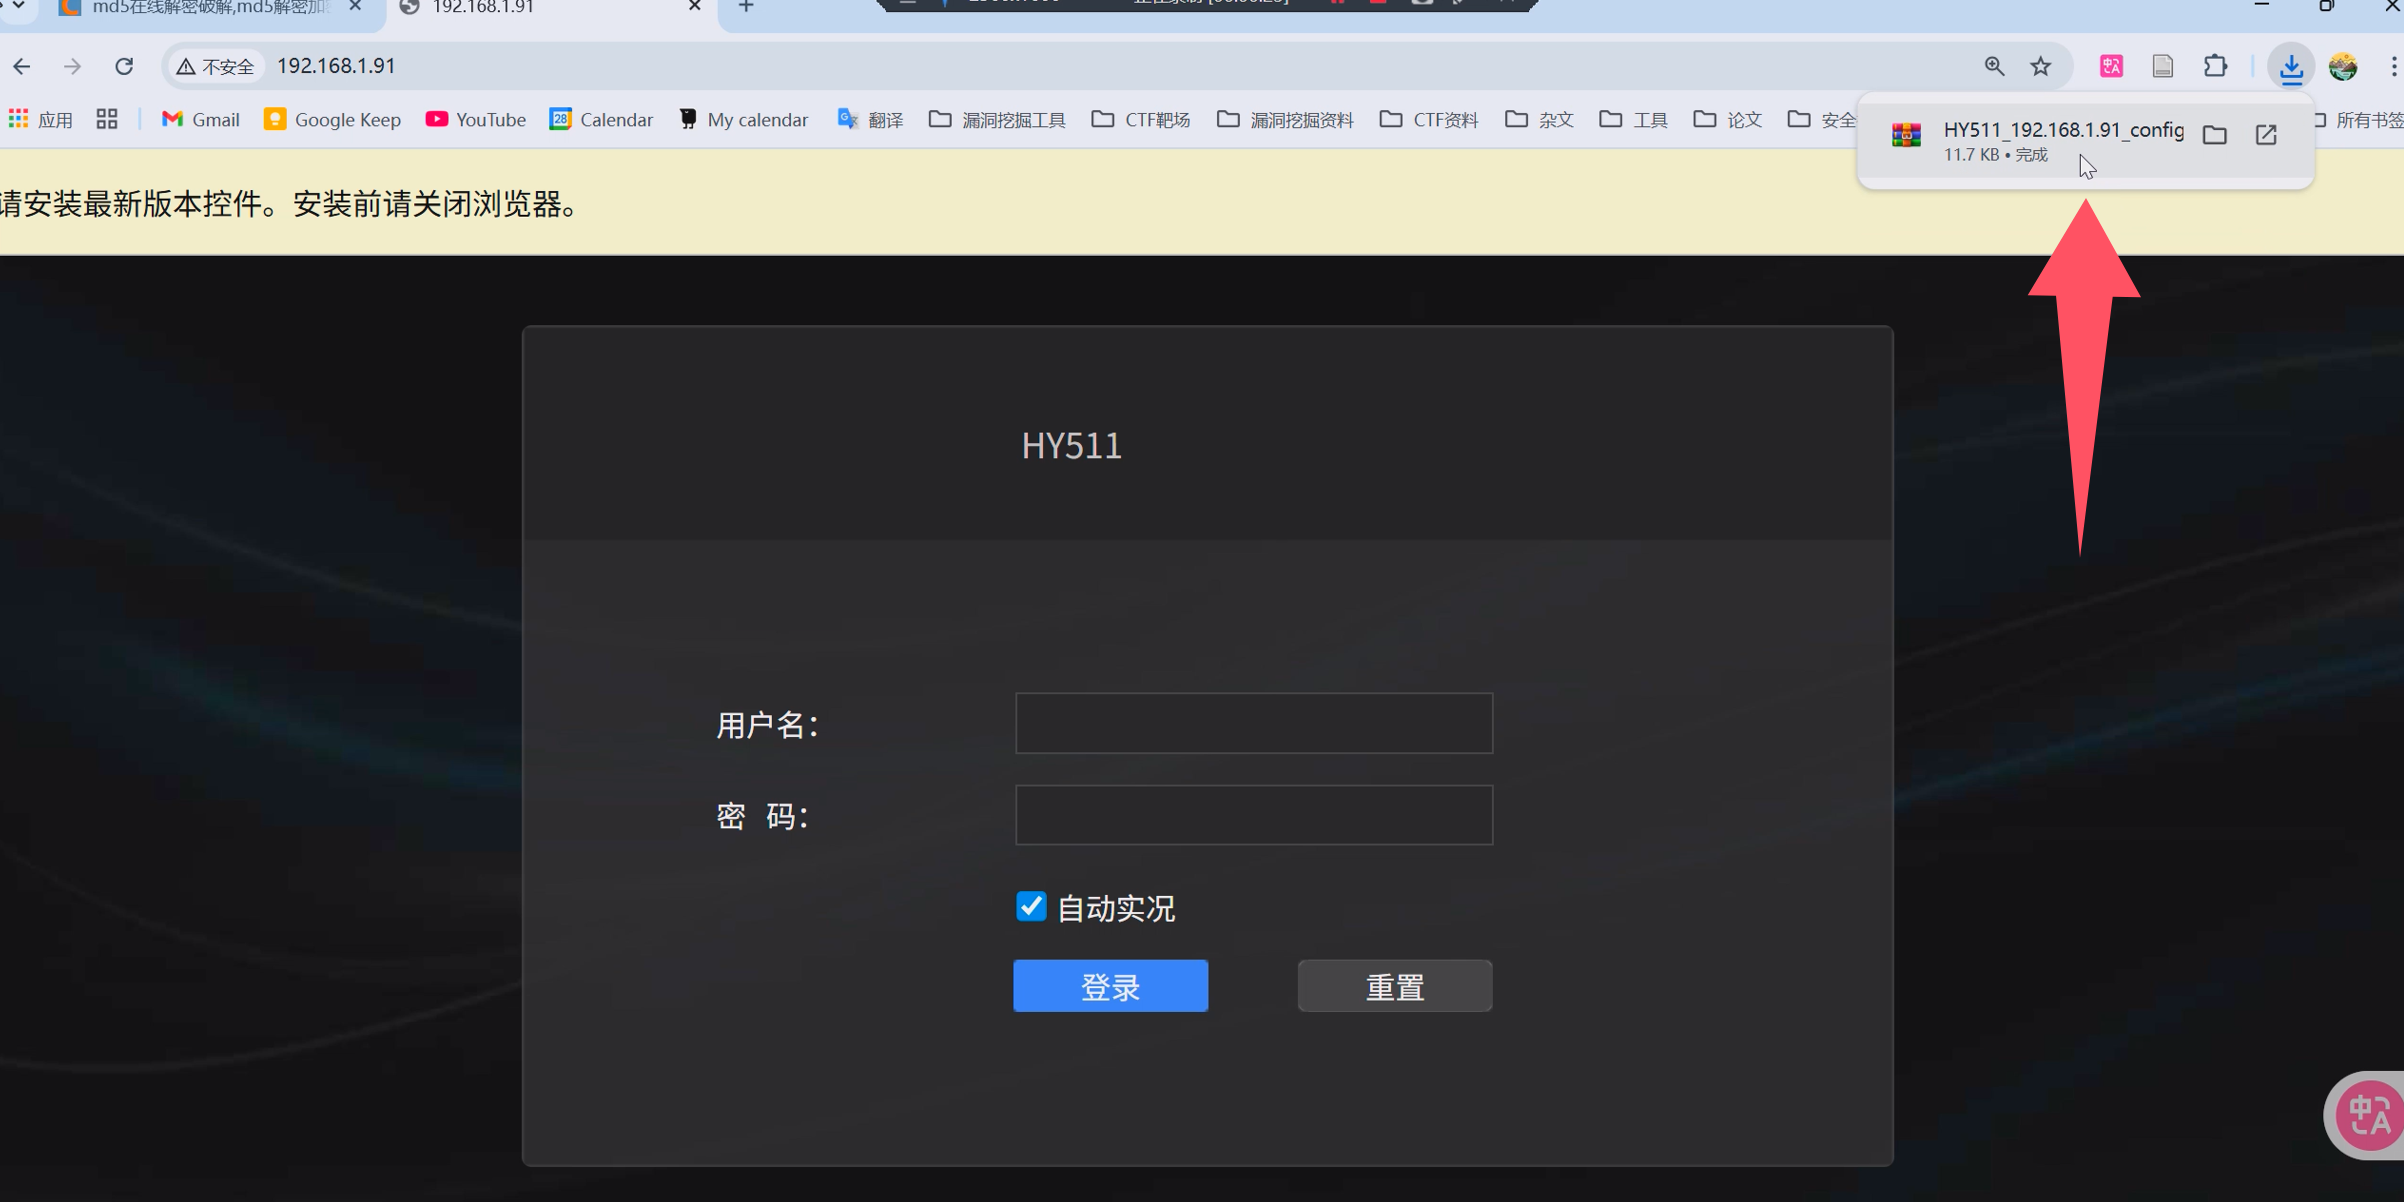 md5在线解密破解,md5解密加密
192.168.1.91
不安全
192.168.1.91
应用
Gmail
Google Keep
YouTube
Calendar
My calendar
翻译
漏洞挖掘工具
CTF靶场
漏洞挖掘资料
CTF资料
杂文
工具
论文
安全
所有书签
HY511_192.168.1.91_config
11.7 KB • 完成
请安装最新版本控件。安装前请关闭浏览器。
HY511
用户名：
密 码：
自动实况
登录
重置